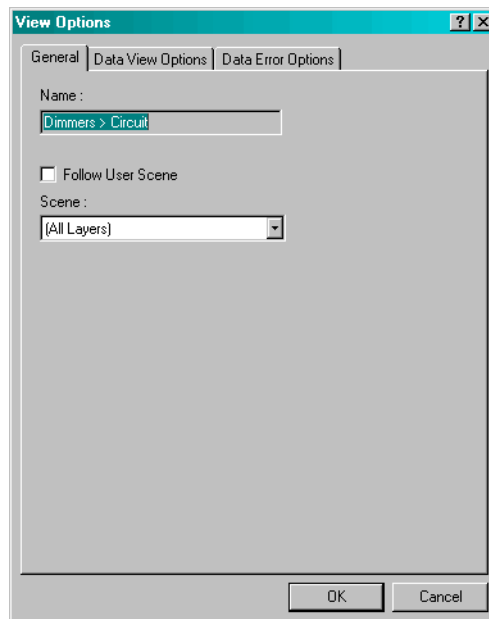 View Options
General Data View Options Data Error Options
Name :
Dimmers > Circuit
Follow User Scene
Scene :
(All Layers)
OK Cancel